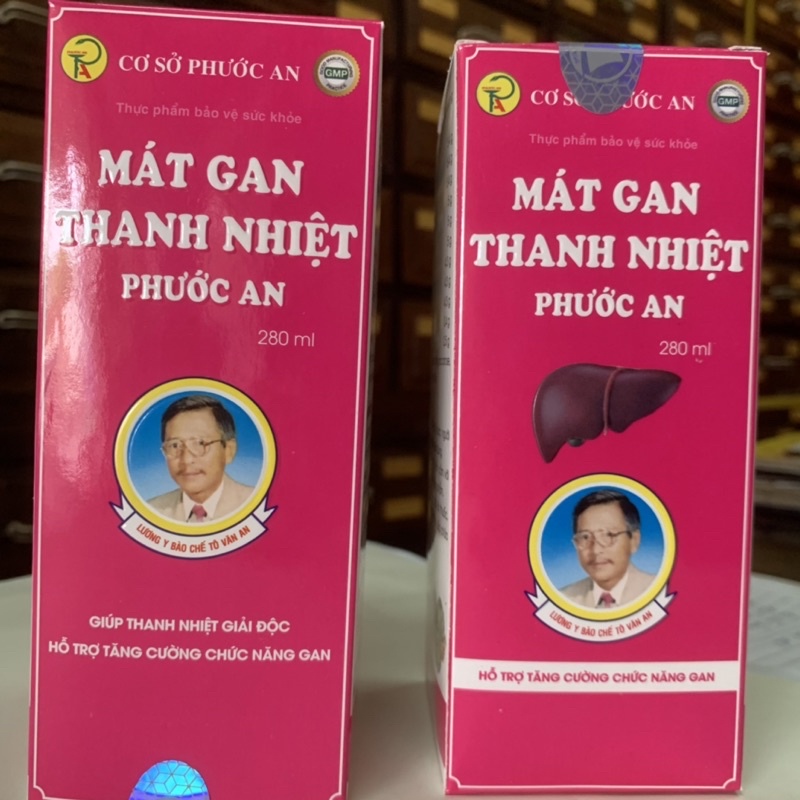 CƠ SỞ PHƯỚC AN
GMP
Thực phẩm bảo vệ sức khỏe
MÁT GAN
THANH NHIỆT
PHƯỚC AN
280 ml
LƯƠNG Y BÀO CHẾ TÔ VĂN AN
GIÚP THANH NHIỆT GIẢI ĐỘC
HỖ TRỢ TĂNG CƯỜNG CHỨC NĂNG GAN
CƠ PHƯỚC AN
GMP
Thực phẩm bảo vệ sức khỏe
MÁT GAN
THANH NHIỆT
PHƯỚC AN
280 ml
LƯƠNG Y BÀO CHẾ TÔ VĂN AN
HỖ TRỢ TĂNG CƯỜNG CHỨC NĂNG GAN